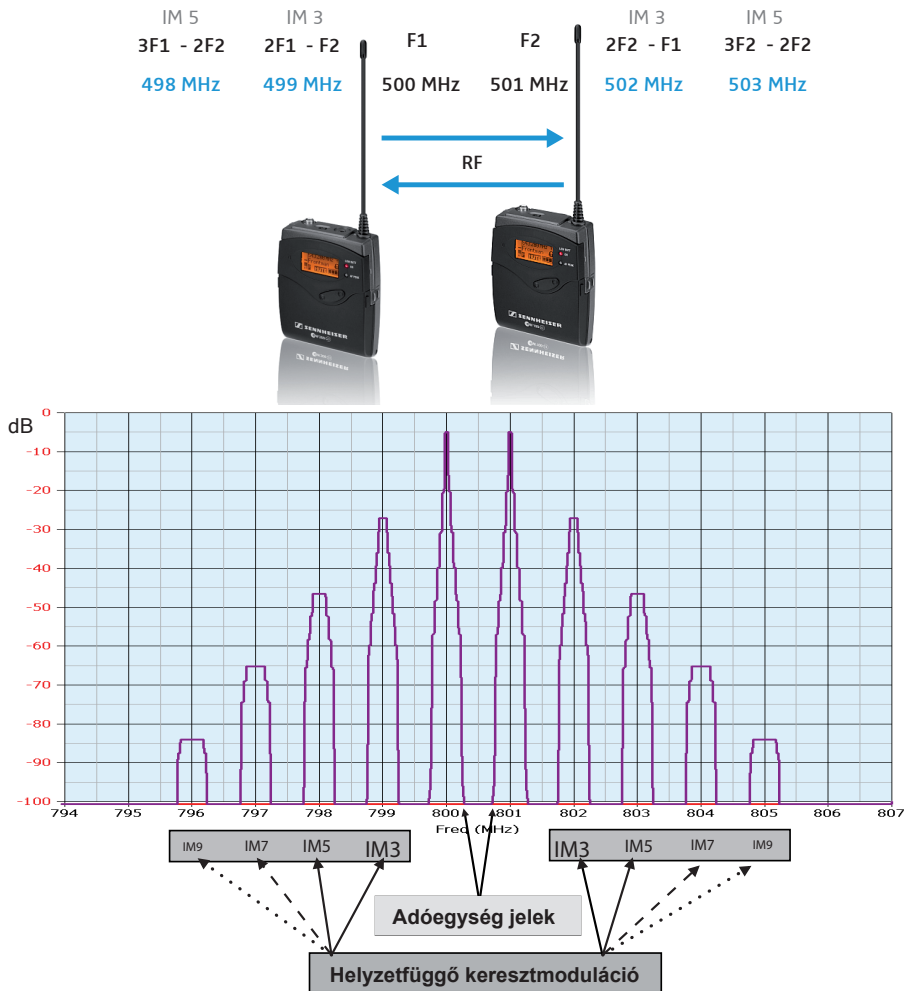 IM 5 IM 3 IM 3 IM 5
3F1 - 2F2 2F1 - F2 F1 F2 2F2 - F1 3F2 - 2F2
498 MHz 499 MHz 500 MHz 501 MHz 502 MHz 503 MHz
RF
SENNHEISER
SENNHEISER
dB
0
-10
-20
-30
-40
-50
-60
-70
-80
-90
-100
794 795 796 797 798 799 800 801 802 803 804 805 806 807
Freq (MHz)
IM9 IM7 IM5 IM3 IM3 IM5 IM7 IM9
Adóegység jelek
Helyzetfüggő keresztmoduláció